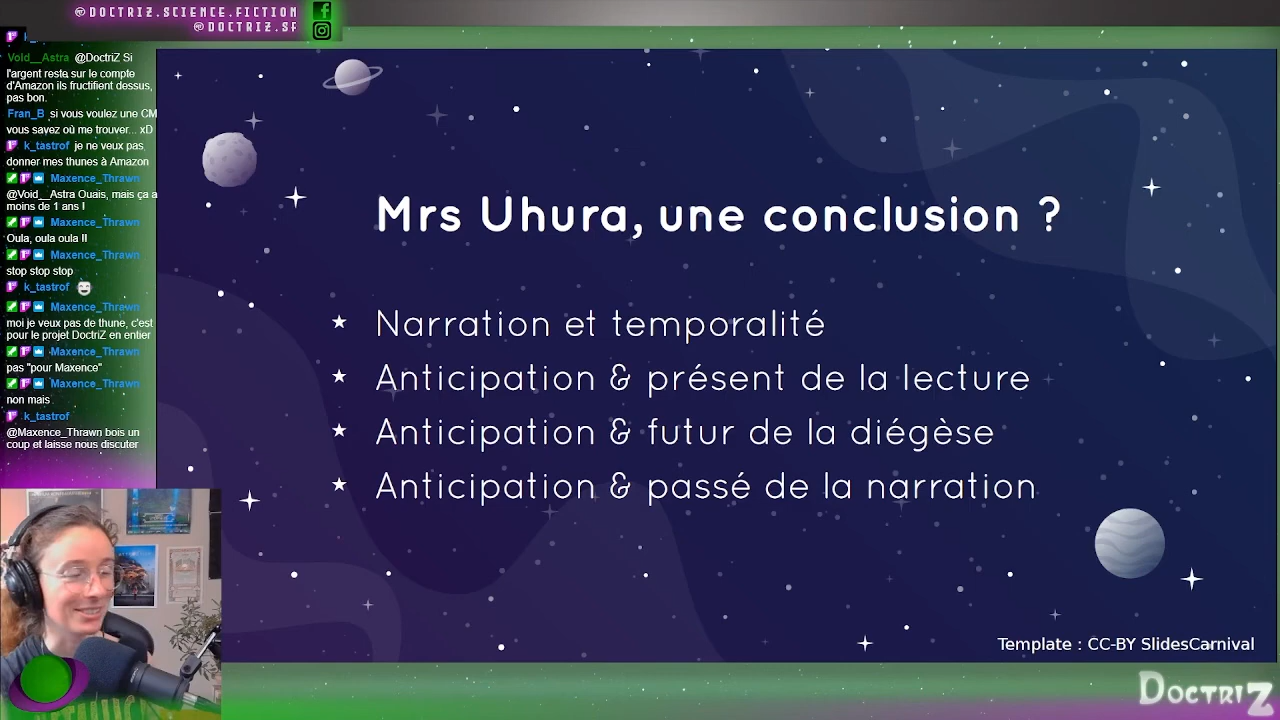 @DOCTRIZ.SCIENCE.FICTION
@DOCTRIZ.SF
Void__Astra @DoctriZ Si
l'argent reste sur le compte
d'Amazon ils fructifient dessus,
pas bon.
Fran_B si vous voulez une CM
vous savez où me trouver... xD
k_tastrof je ne veux pas
donner mes thunes à Amazon
Maxence_Thrawn
@Void__Astra Ouais, mais ça a
moins de 1 ans !
Maxence_Thrawn
Oula, oula oula !!
Maxence_Thrawn
stop stop stop
k_tastrof
Maxence_Thrawn
moi je veux pas de thune, c'est
pour le projet DoctriZ en entier
Maxence_Thrawn
pas "pour Maxence"
Maxence_Thrawn
non mais
k_tastrof
@Maxence_Thrawn bois un
coup et laisse nous discuter
Mrs Uhura, une conclusion ?
★ Narration et temporalité
★ Anticipation & présent de la lecture
★ Anticipation & futur de la diégèse
★ Anticipation & passé de la narration
Template : CC-BY SlidesCarnival
DOCTRIZ